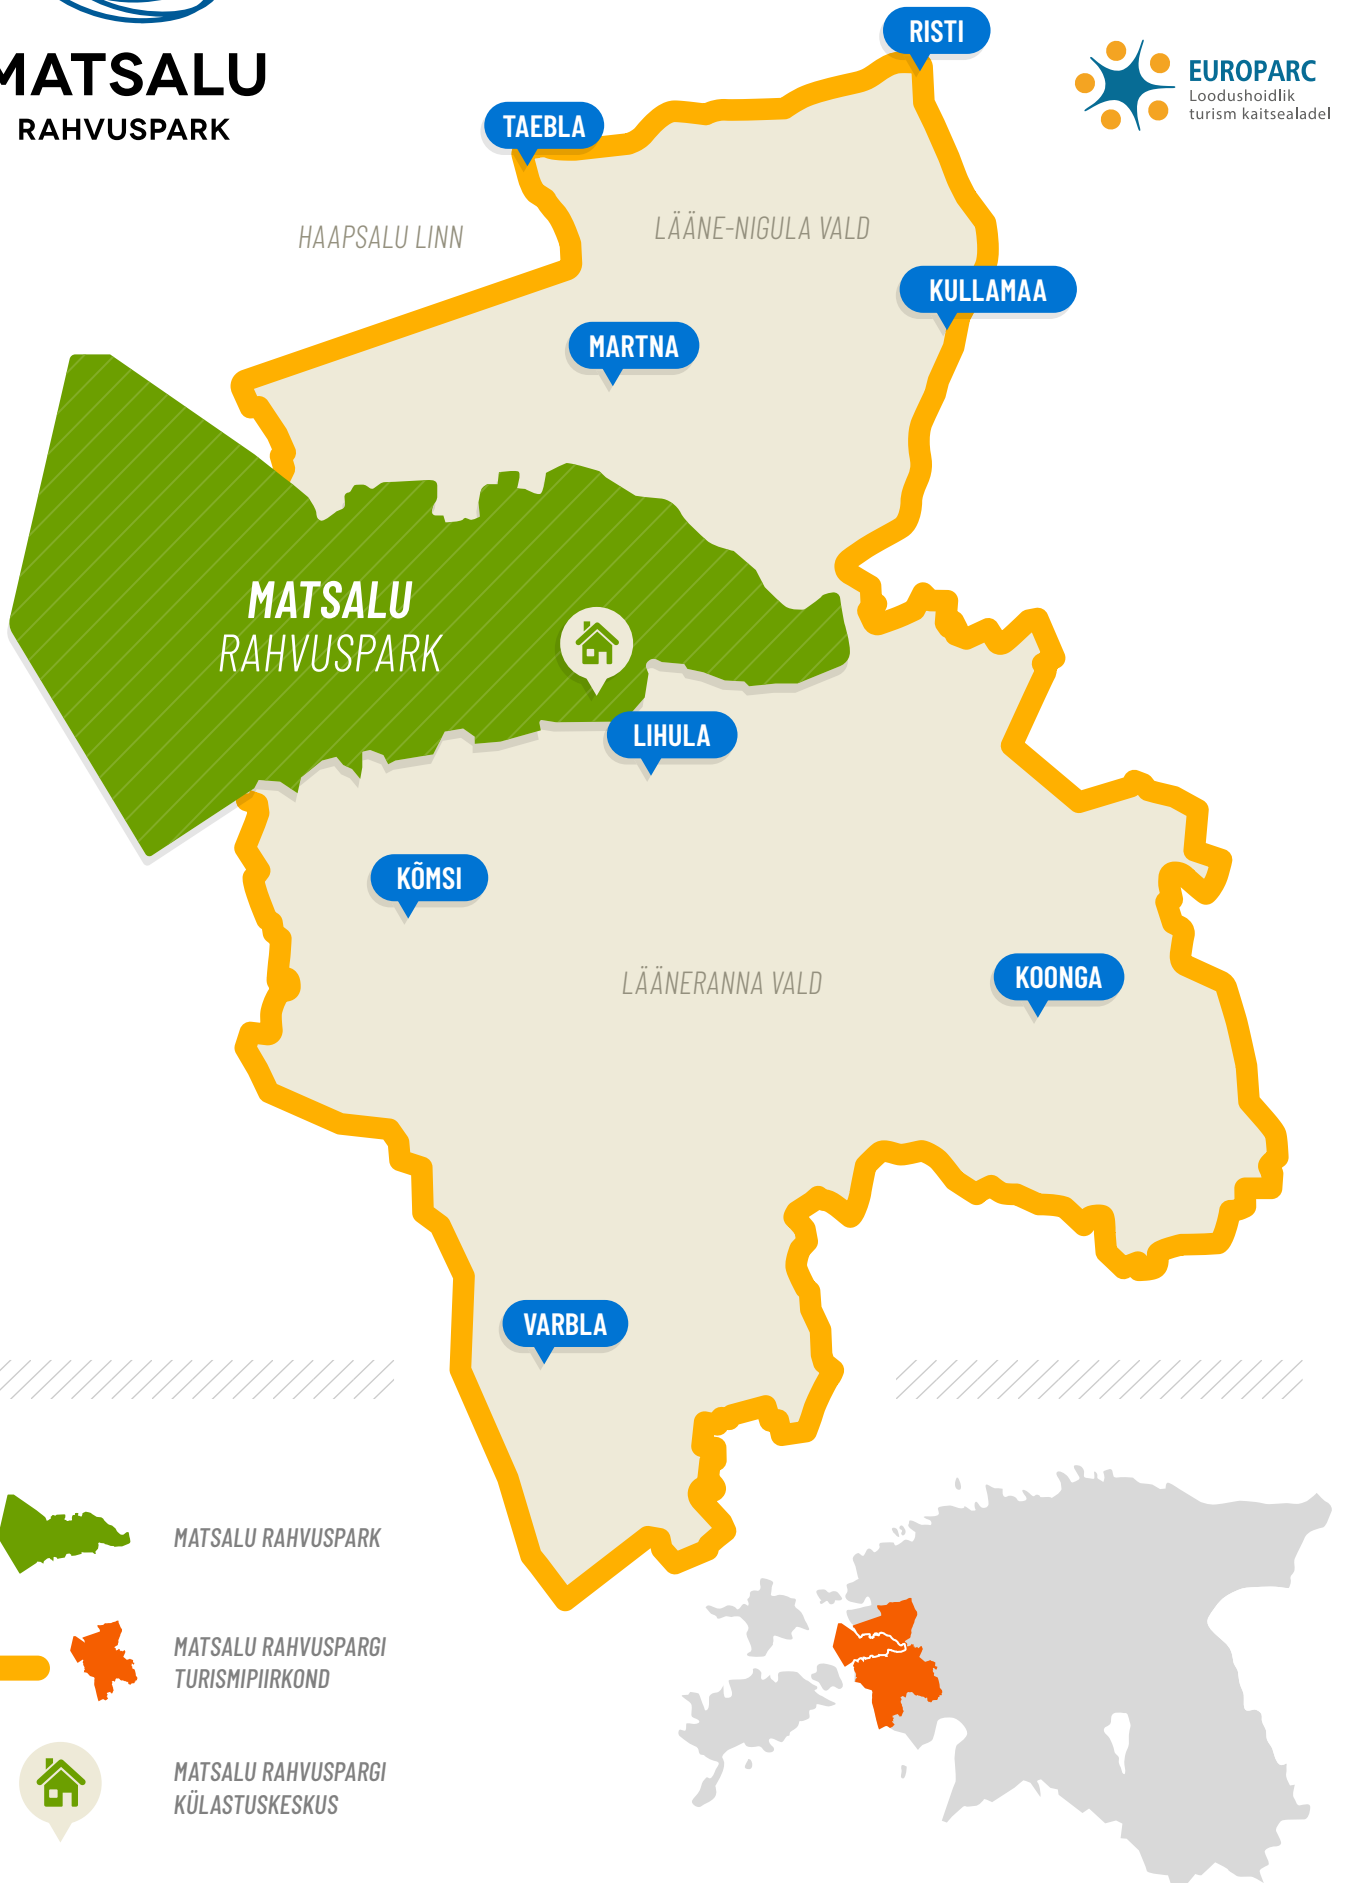 MATSALU
RAHVUSPARK
RISTI
EUROPARC
Loodushoidlik
turism kaitsealadel
TAEBLA
HAAPSALU LINN
LÄÄNE-NIGULA VALD
KULLAMAA
MARTNA
MATSALU
RAHVUSPARK
LIHULA
KÕMSI
LÄÄNERANNA VALD
KOONGA
VARBLA
MATSALU RAHVUSPARK
MATSALU RAHVUSPARGI
TURISMIPIIRKOND
MATSALU RAHVUSPARGI
KÜLASTUSKESKUS